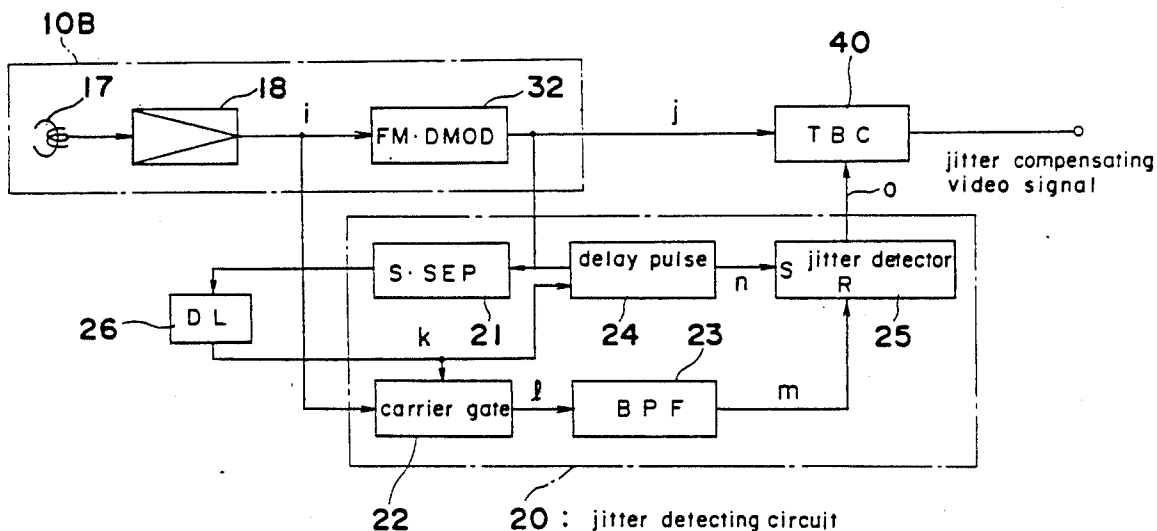 10B
17
18
i
32
FM·DMOD
j
40
TBC
jitter compensating
video signal
o
S·SEP
21
delay pulse
24
n
S jitter detector
R
25
DL
26
k
23
carrier gate
22
l
BPF
m
20 : jitter detecting circuit